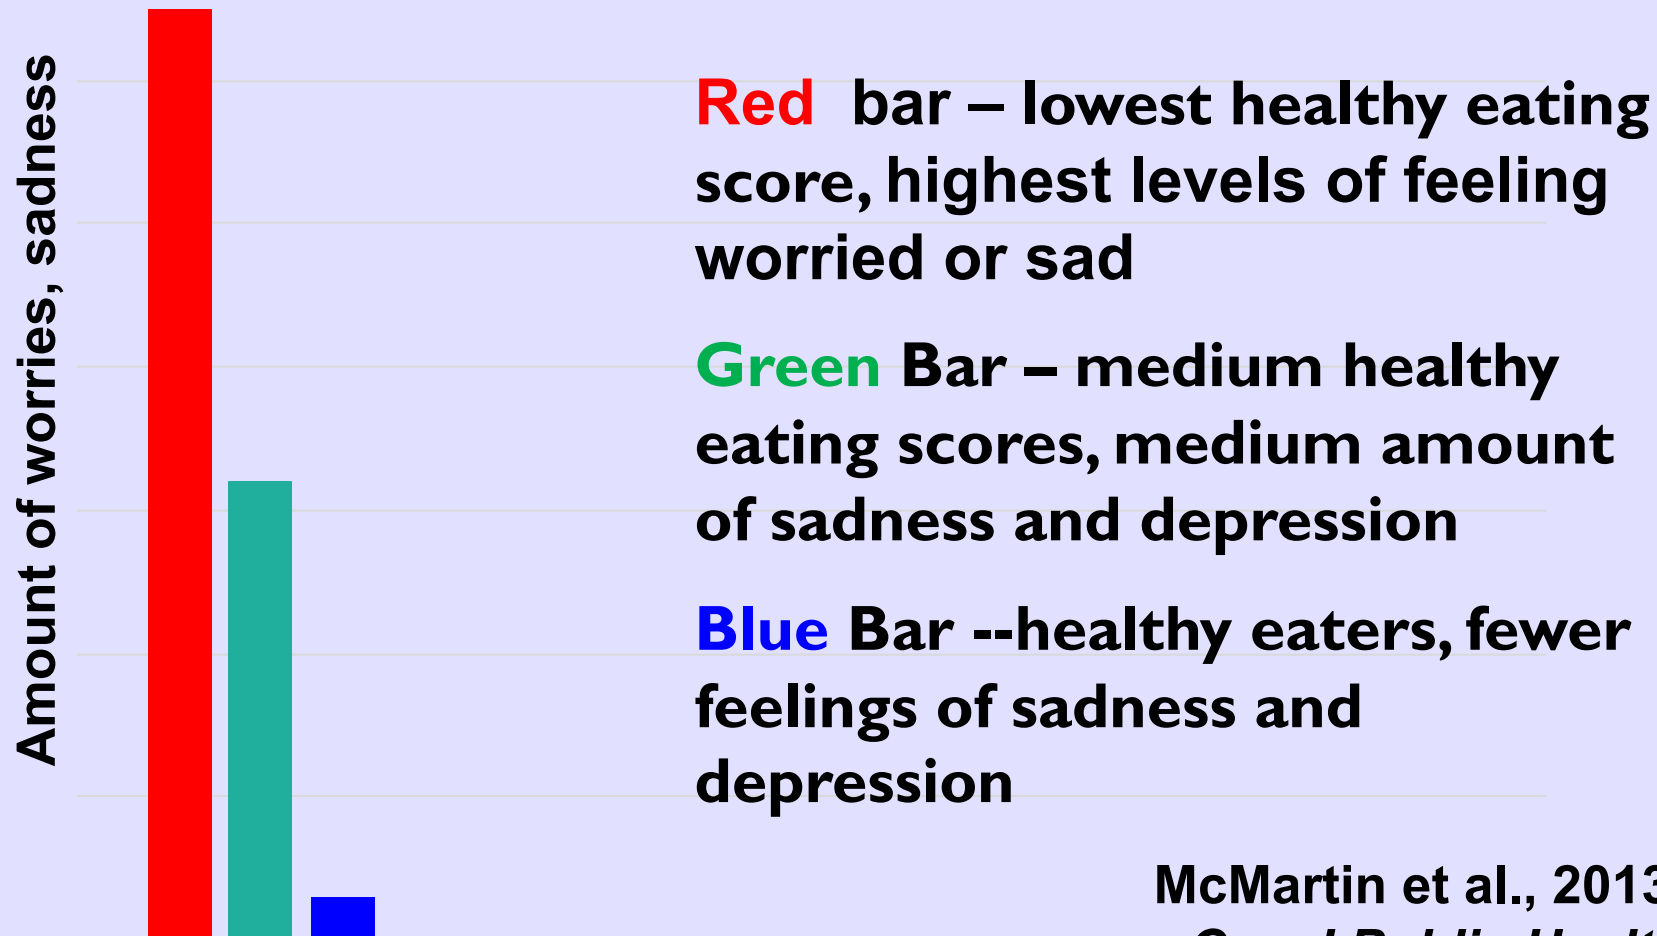 Amount of worries, sadness
Red bar – lowest healthy eating
score, highest levels of feeling
worried or sad
Green Bar – medium healthy
eating scores, medium amount
of sadness and depression
Blue Bar --healthy eaters, fewer
feelings of sadness and
depression
McMartin et al., 2013